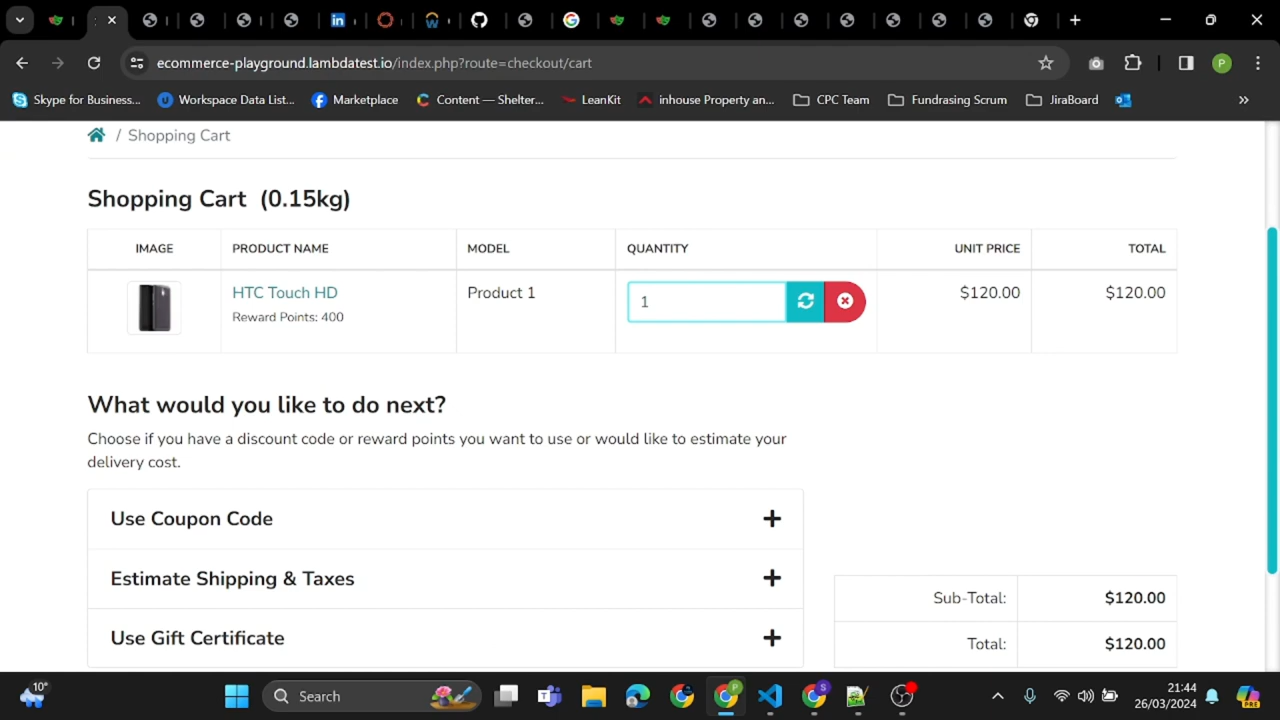 ecommerce-playground.lambdatest.io/index.php?route=checkout/cart
P
Skype for Business...
Workspace Data List...
Marketplace
Content — Shelter...
LeanKit
inhouse Property an...
CPC Team
Fundrasing Scrum
JiraBoard
»
/ Shopping Cart
Shopping Cart (0.15kg)
IMAGE PRODUCT NAME MODEL QUANTITY UNIT PRICE TOTAL
HTC Touch HD Product 1 1 $120.00 $120.00
Reward Points: 400
What would you like to do next?
Choose if you have a discount code or reward points you want to use or would like to estimate your
delivery cost.
Use Coupon Code
Estimate Shipping & Taxes
Use Gift Certificate
Sub-Total: $120.00
Total: $120.00
10°
Search
21:44
26/03/2024
PRE